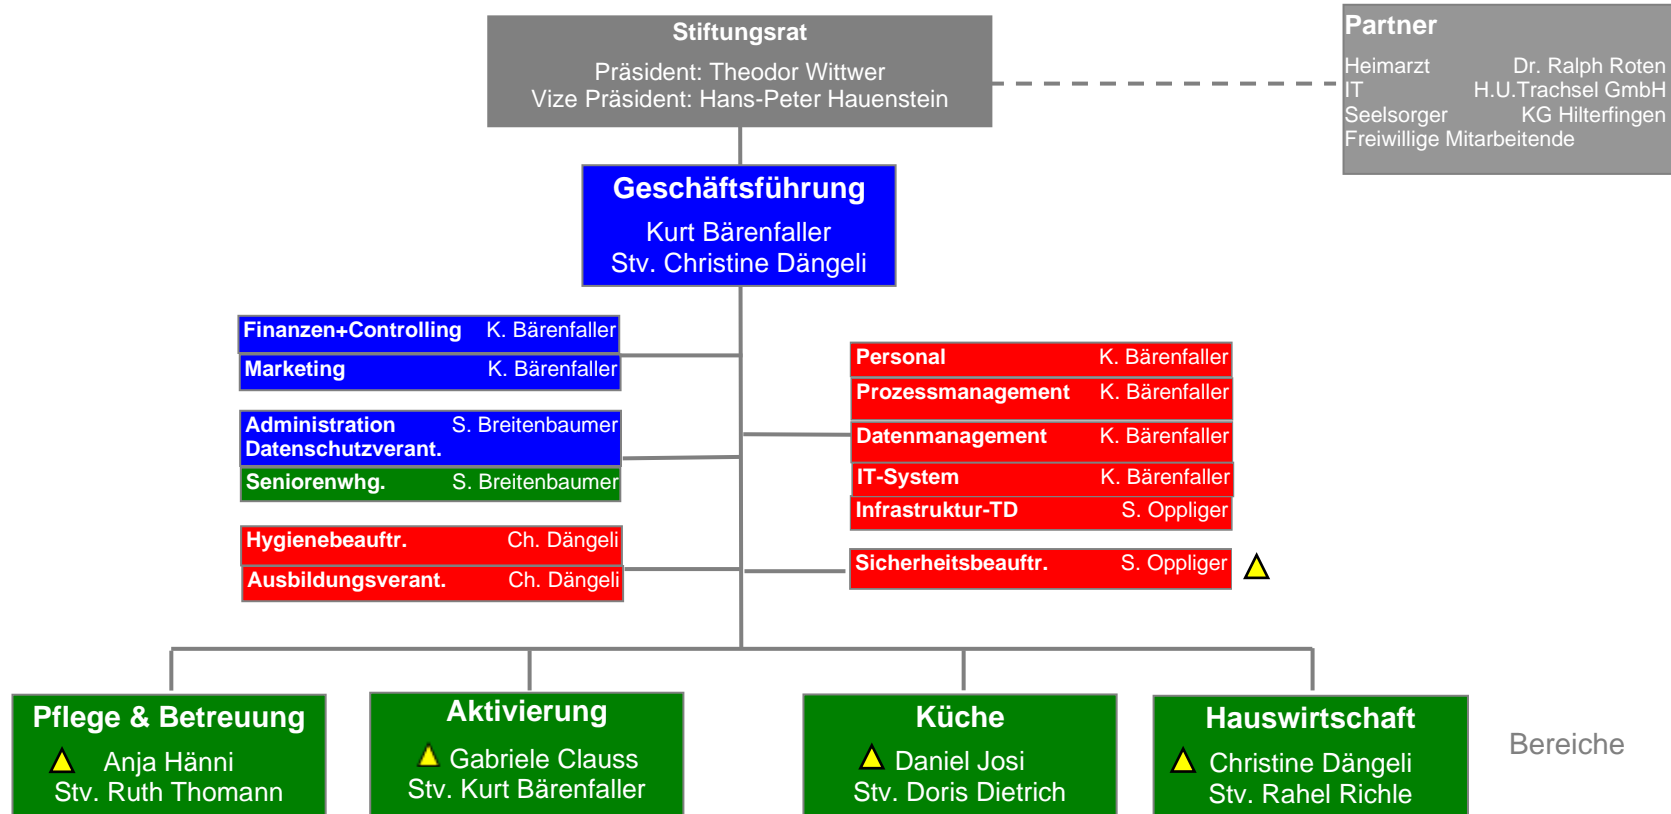 Stiftungsrat
Präsident: Theodor Wittwer
Vize Präsident: Hans-Peter Hauenstein
Partner
Heimarzt Dr. Ralph Roten
IT H.U.Trachsel GmbH
Seelsorger KG Hilterfingen
Freiwillige Mitarbeitende
Geschäftsführung
Kurt Bärenfaller
Stv. Christine Dängeli
Finanzen+Controlling K. Bärenfaller
Marketing K. Bärenfaller
Administration S. Breitenbaumer
Datenschutzverant.
Seniorenwhg. S. Breitenbaumer
Hygienebeauftr. Ch. Dängeli
Ausbildungsverant. Ch. Dängeli
Personal K. Bärenfaller
Prozessmanagement K. Bärenfaller
Datenmanagement K. Bärenfaller
IT-System K. Bärenfaller
Infrastruktur-TD S. Oppliger
Sicherheitsbeauftr. S. Oppliger
Pflege & Betreuung
Anja Hänni
Stv. Ruth Thomann
Aktivierung
Gabriele Clauss
Stv. Kurt Bärenfaller
Küche
Daniel Josi
Stv. Doris Dietrich
Hauswirtschaft
Christine Dängeli
Stv. Rahel Richle
Bereiche